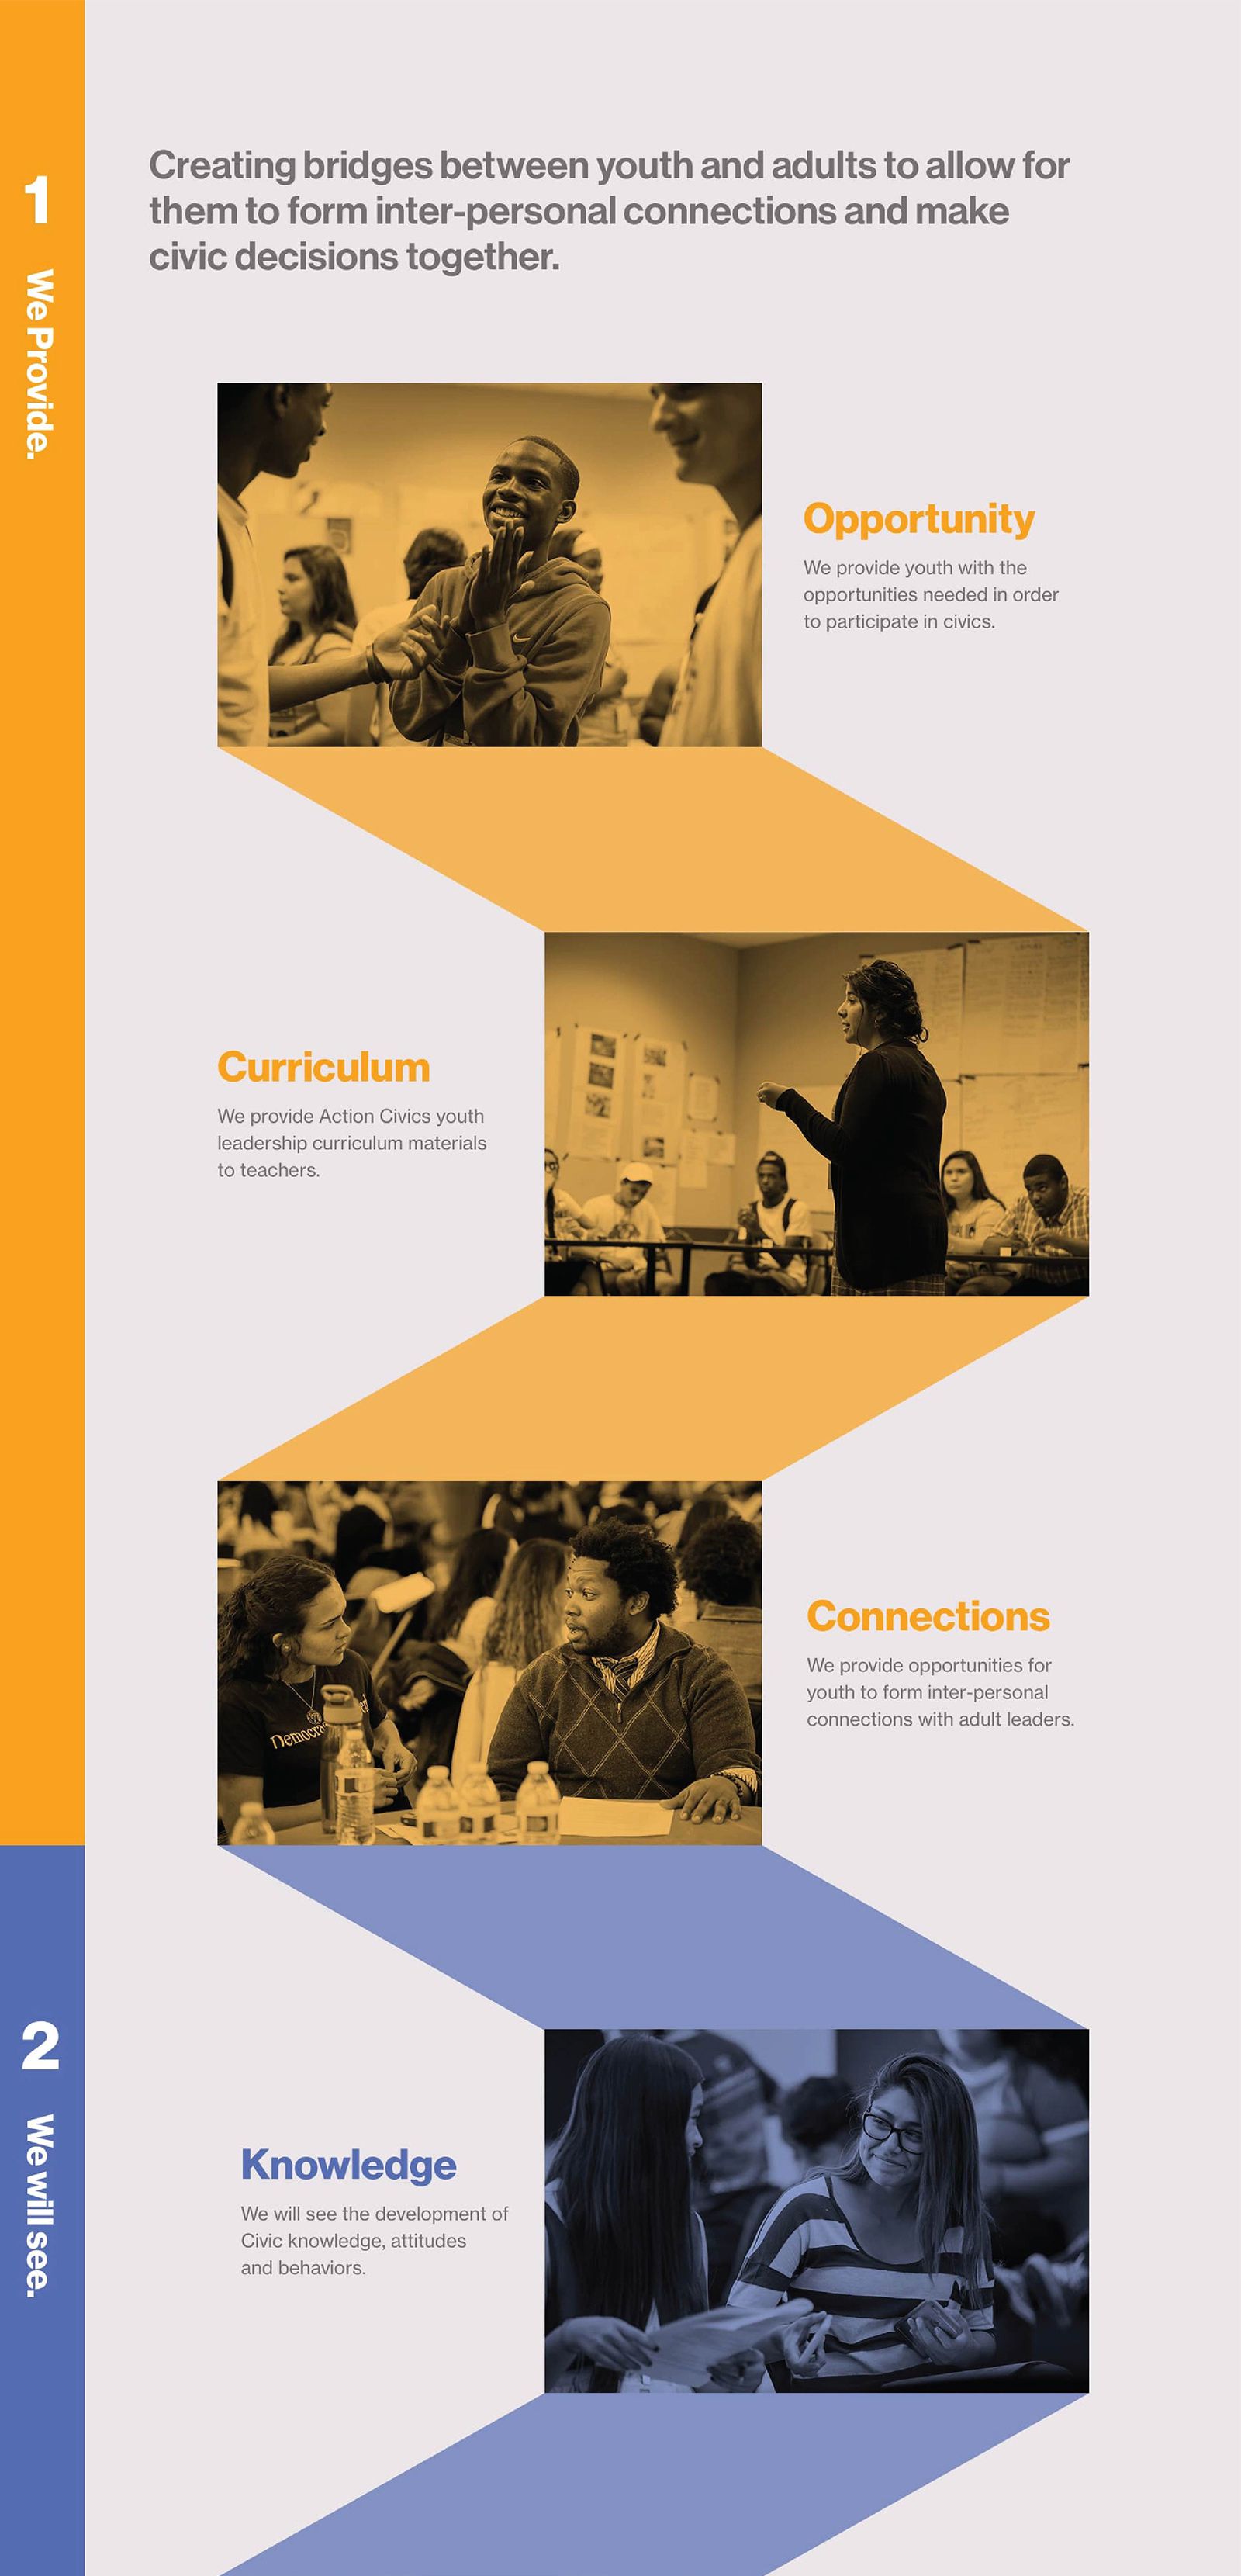 1
We Provide.
Creating bridges between youth and adults to allow for
them to form inter-personal connections and make
civic decisions together.
Opportunity
We provide youth with the
opportunities needed in order
to participate in civics.
Curriculum
We provide Action Civics youth
leadership curriculum materials
to teachers.
Connections
We provide opportunities for
youth to form inter-personal
connections with adult leaders.
2
We will see.
Knowledge
We will see the development of
Civic knowledge, attitudes
and behaviors.